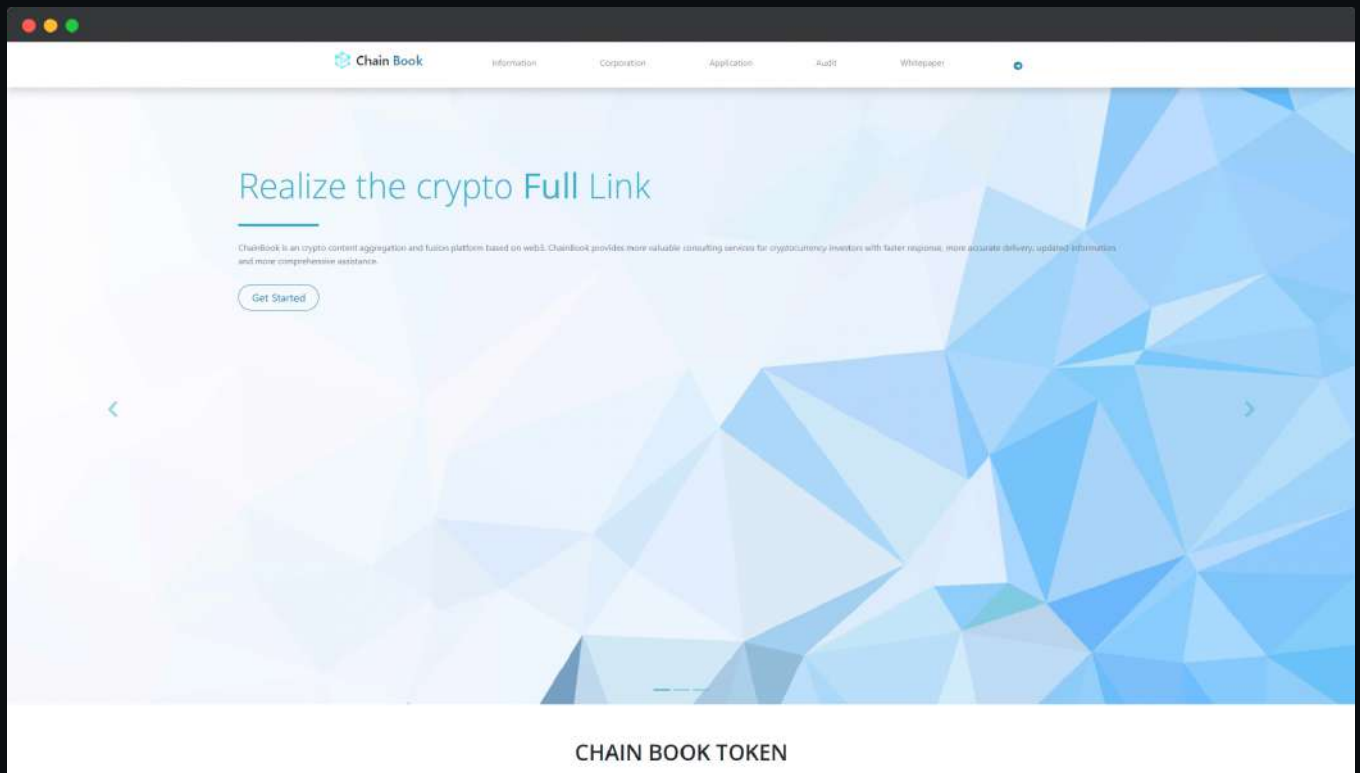 Chain Book
Information
Corporation
Application
Audit
Whitepaper
Realize the crypto Full Link
ChainBook is an crypto content aggregation and fusion platform based on web3. ChainBook provides more valuable consulting services for cryptocurrency investors with faster response, more accurate delivery, updated information
and more comprehensive assistance.
Get Started
CHAIN BOOK TOKEN